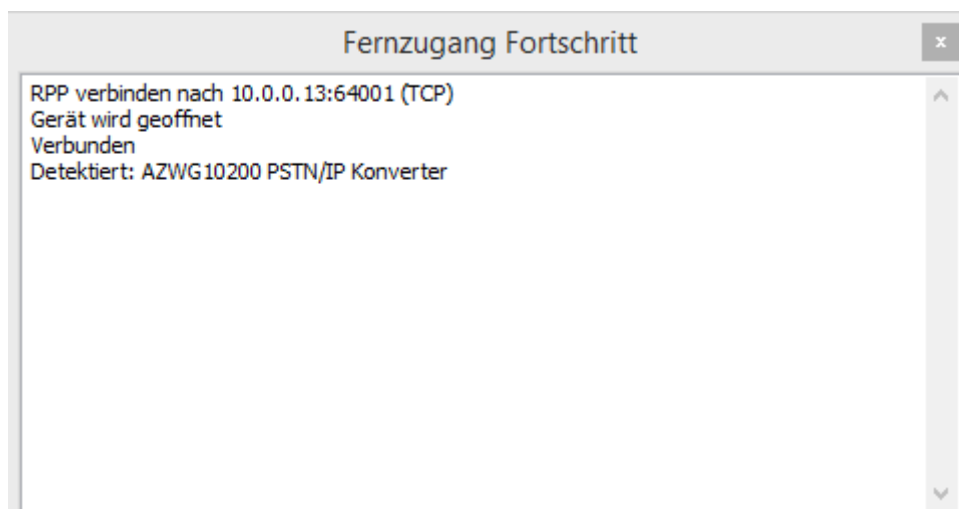 Fernzugang Fortschritt
x
RPP verbinden nach 10.0.0.13:64001 (TCP)
Gerät wird geoffnet
Verbunden
Detektiert: AZWG10200 PSTN/IP Konverter